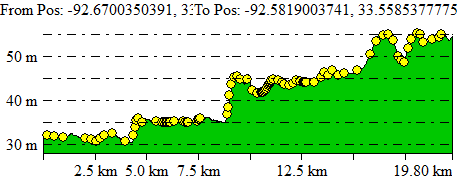 From Pos: -92.6700350391, 3 To Pos: -92.5819003741, 33.5585377775
50 m
40 m
30 m
2.5 km 5.0 km 7.5 km 12.5 km 19.80 km